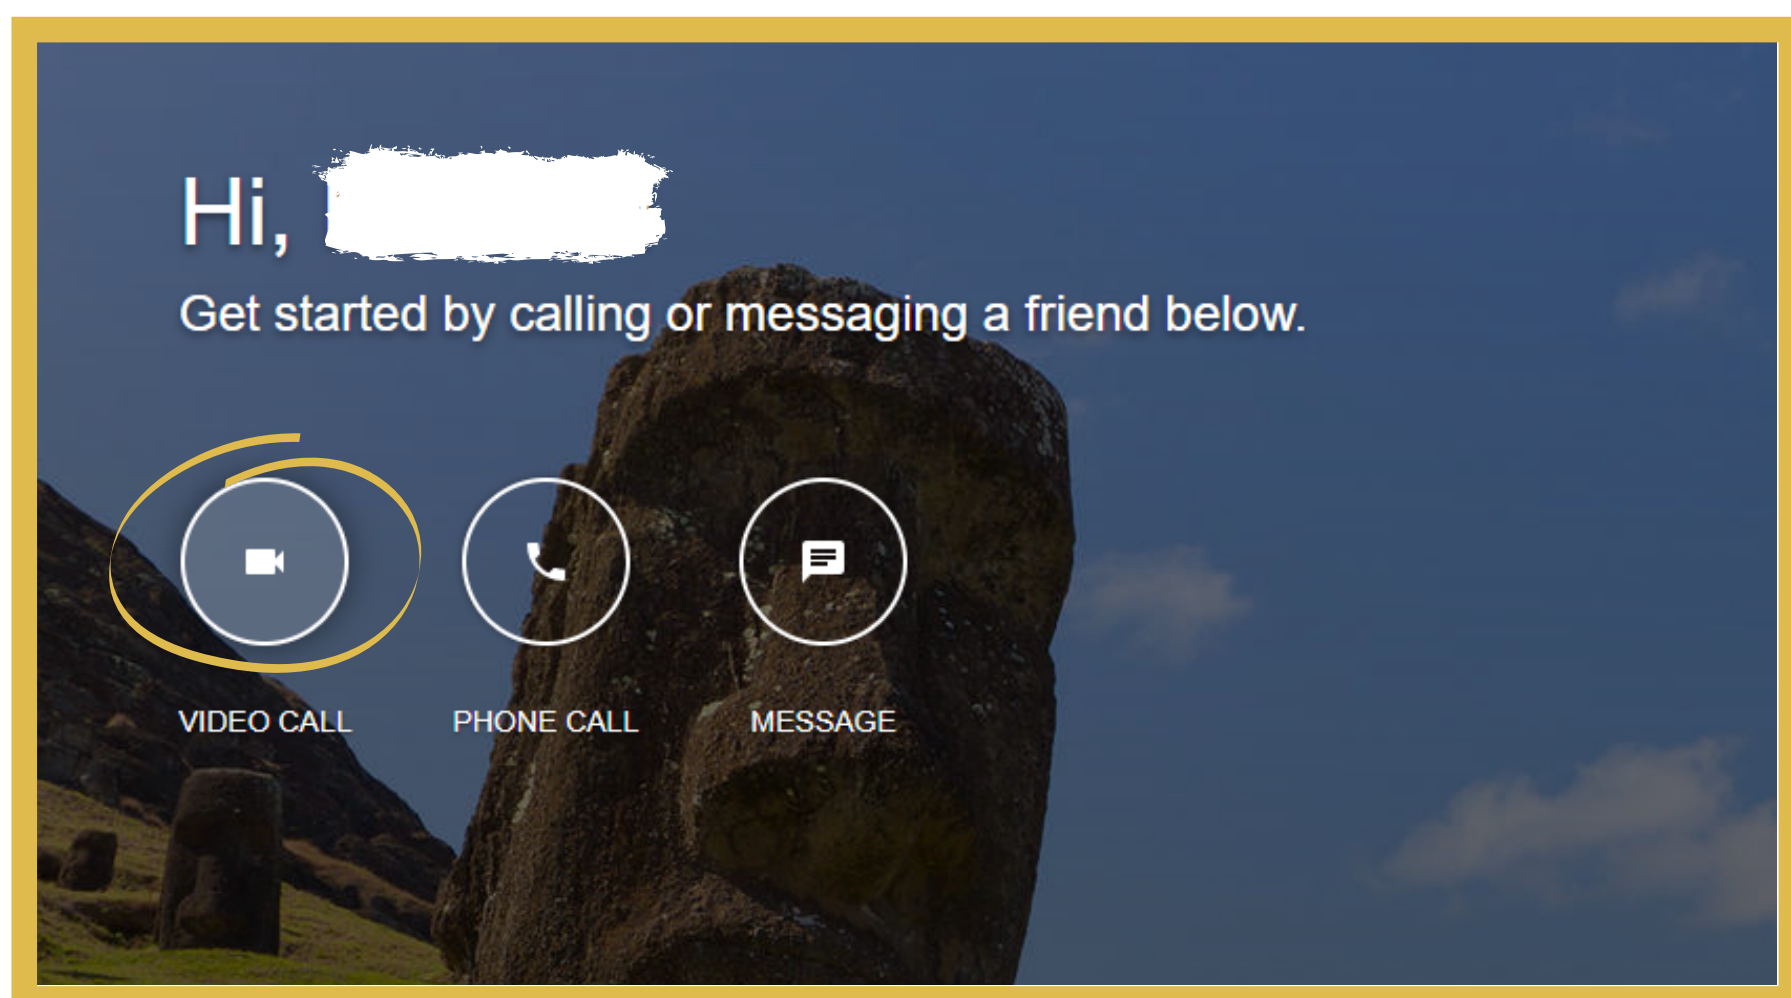 Hi,
Get started by calling or messaging a friend below.
VIDEO CALL
PHONE CALL
MESSAGE